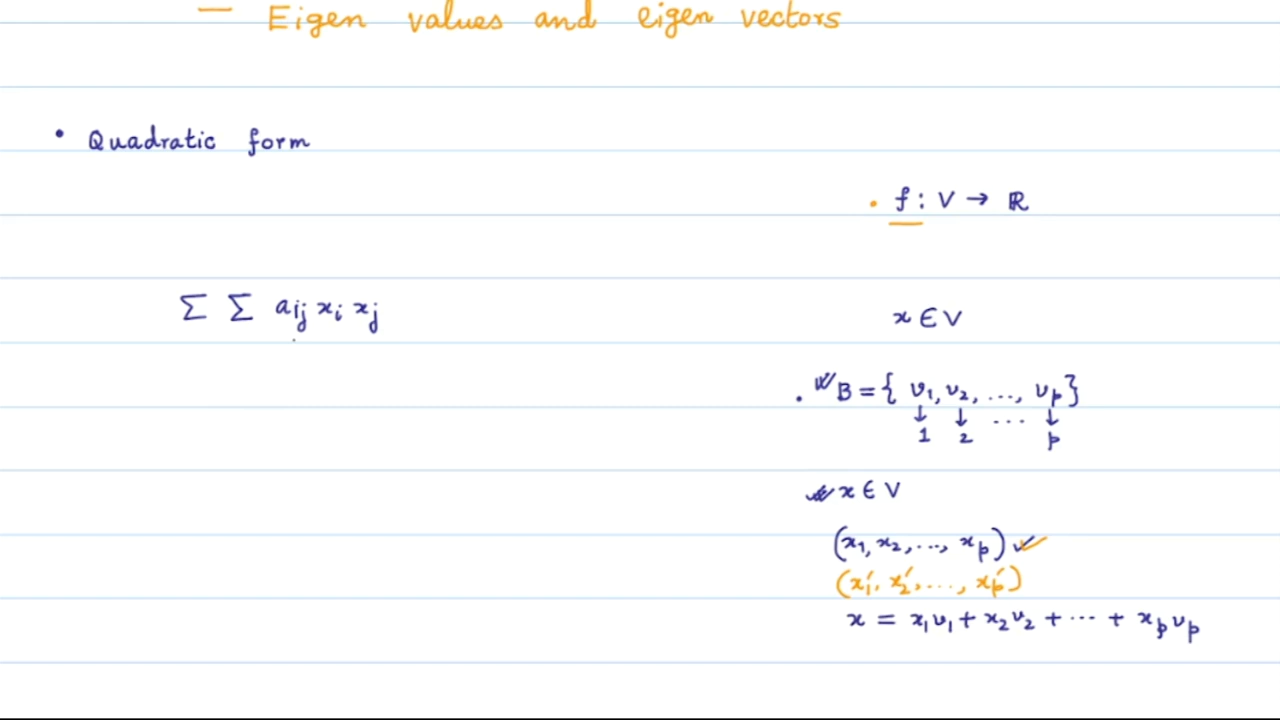 — Eigen values and eigen vectors
• Quadratic form
• f : V → ℝ
Σ Σ aij xi xj
x ∈ V
• B = { v1, v2, ..., vp }
↓ ↓ ... ↓
1 2 p
x ∈ V
(x1, x2, ..., xp) ✓
(x1', x2', ..., xp')
x = x1v1 + x2v2 + ... + xpvp